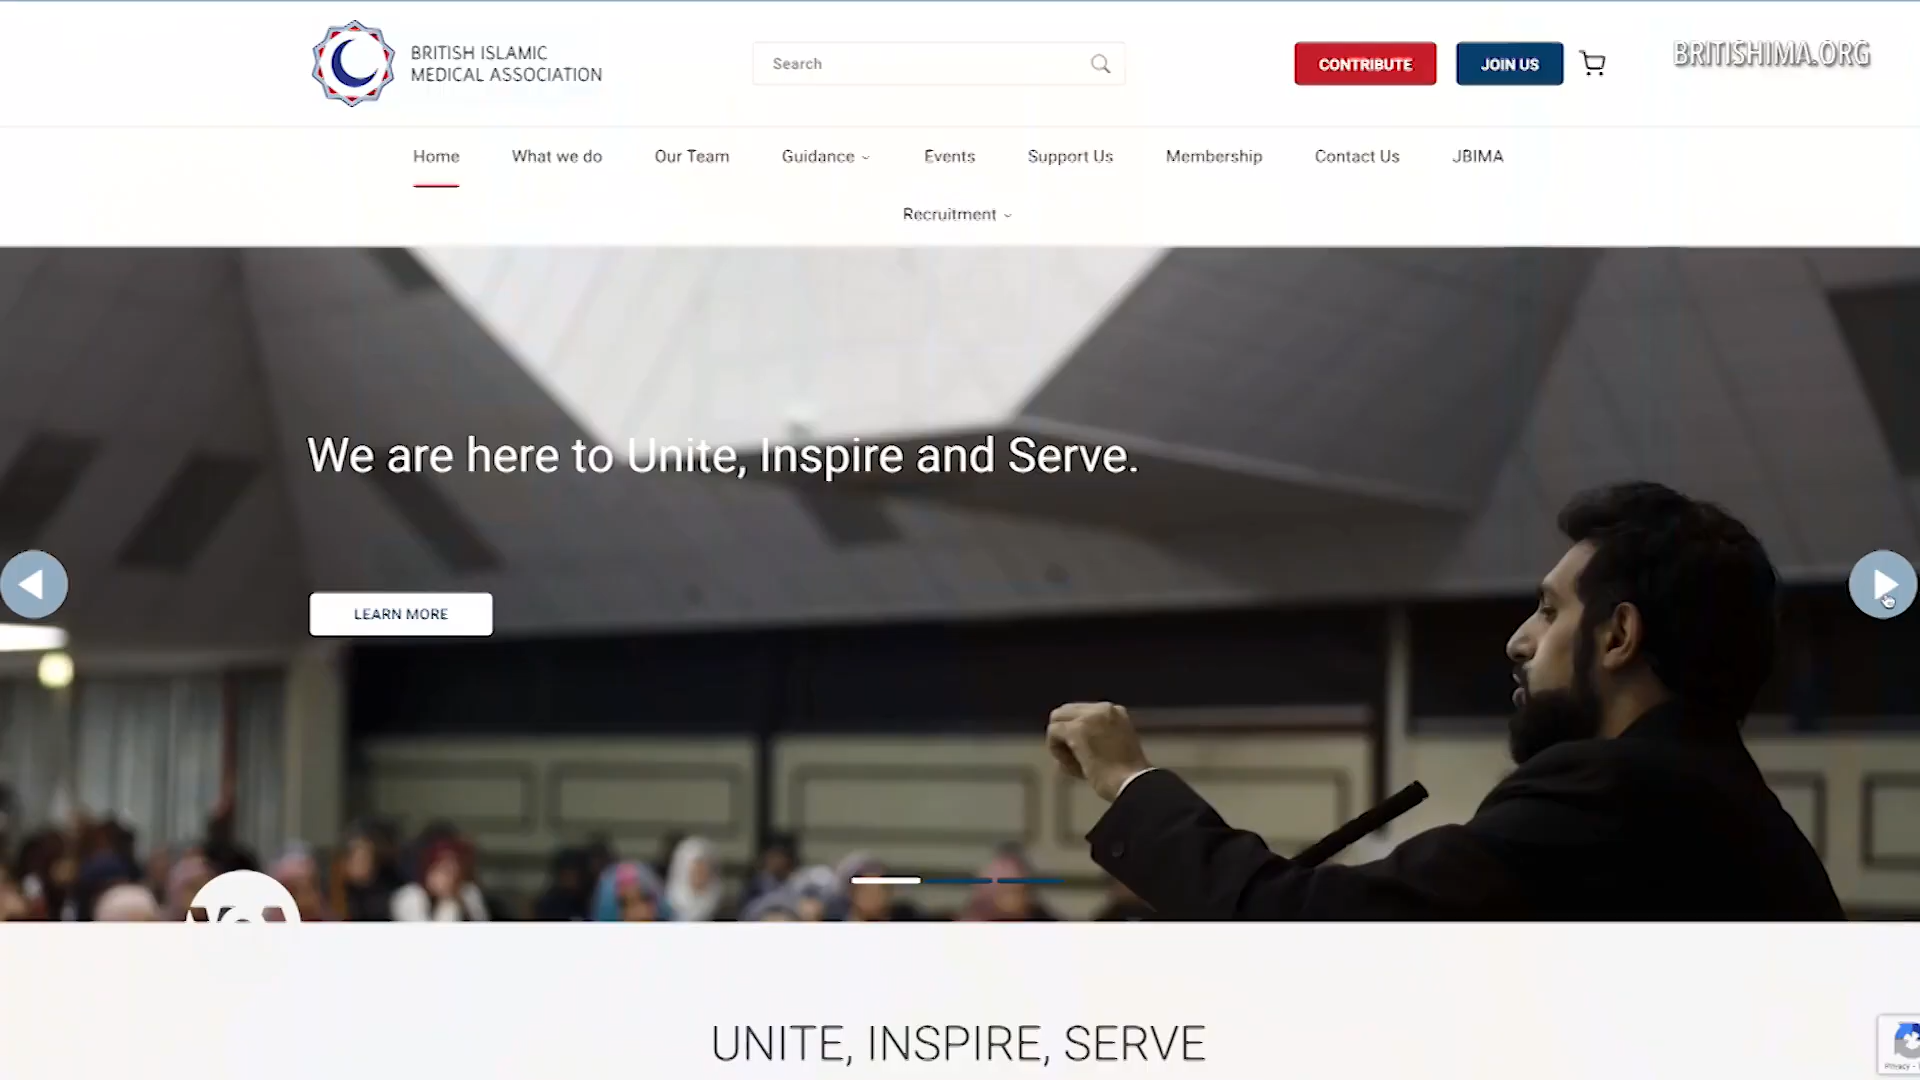 BRITISH ISLAMIC
MEDICAL ASSOCIATION
Search
CONTRIBUTE
JOIN US
BRITISHIMA.ORG
Home
What we do
Our Team
Guidance
Events
Support Us
Membership
Contact Us
JBIMA
Recruitment
We are here to Unite, Inspire and Serve.
LEARN MORE
VOA
UNITE, INSPIRE, SERVE
Privacy -